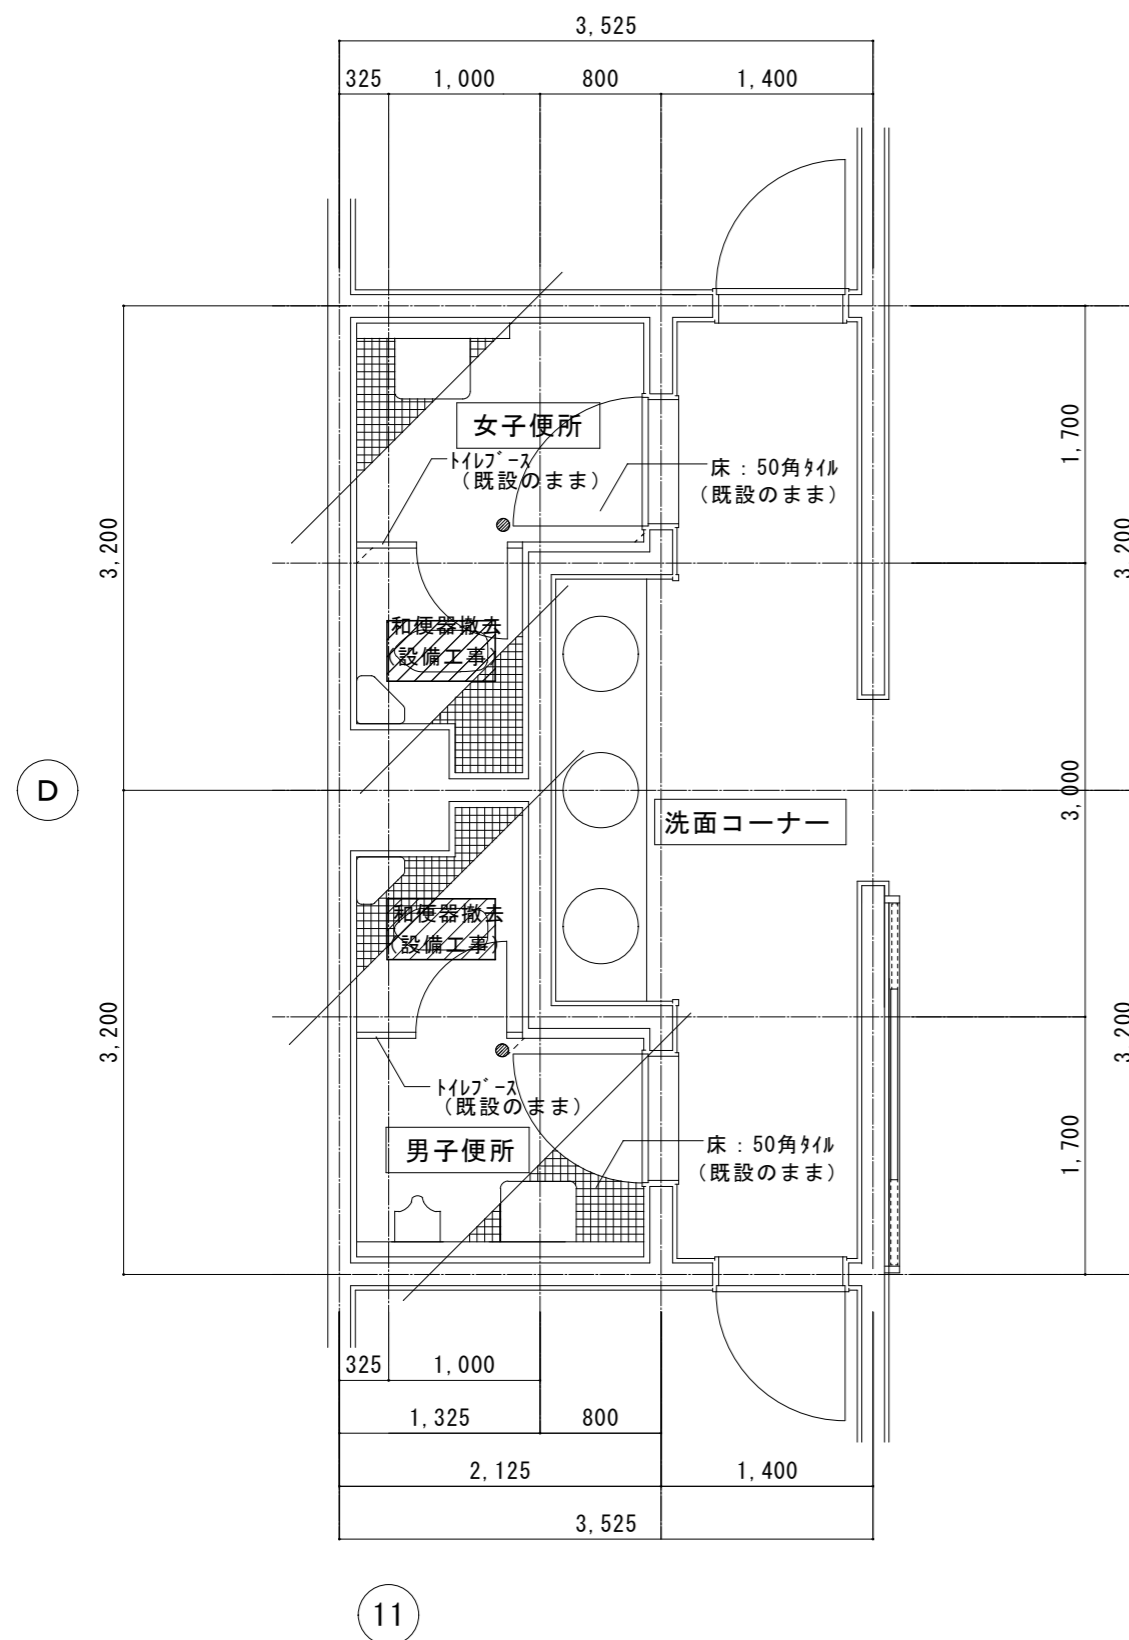 3,525
325
1,000
800
1,400
女子便所
トイレブース
(既設のまま)
床：50角タイル
(既設のまま)
1,700
3,200
3,200
和便器撤去
(設備工事)
D
3,000
洗面コーナー
和便器撤去
(設備工事)
3,200
3,200
トイレブース
(既設のまま)
男子便所
床：50角タイル
(既設のまま)
1,700
325
1,000
1,325
800
2,125
1,400
3,525
11